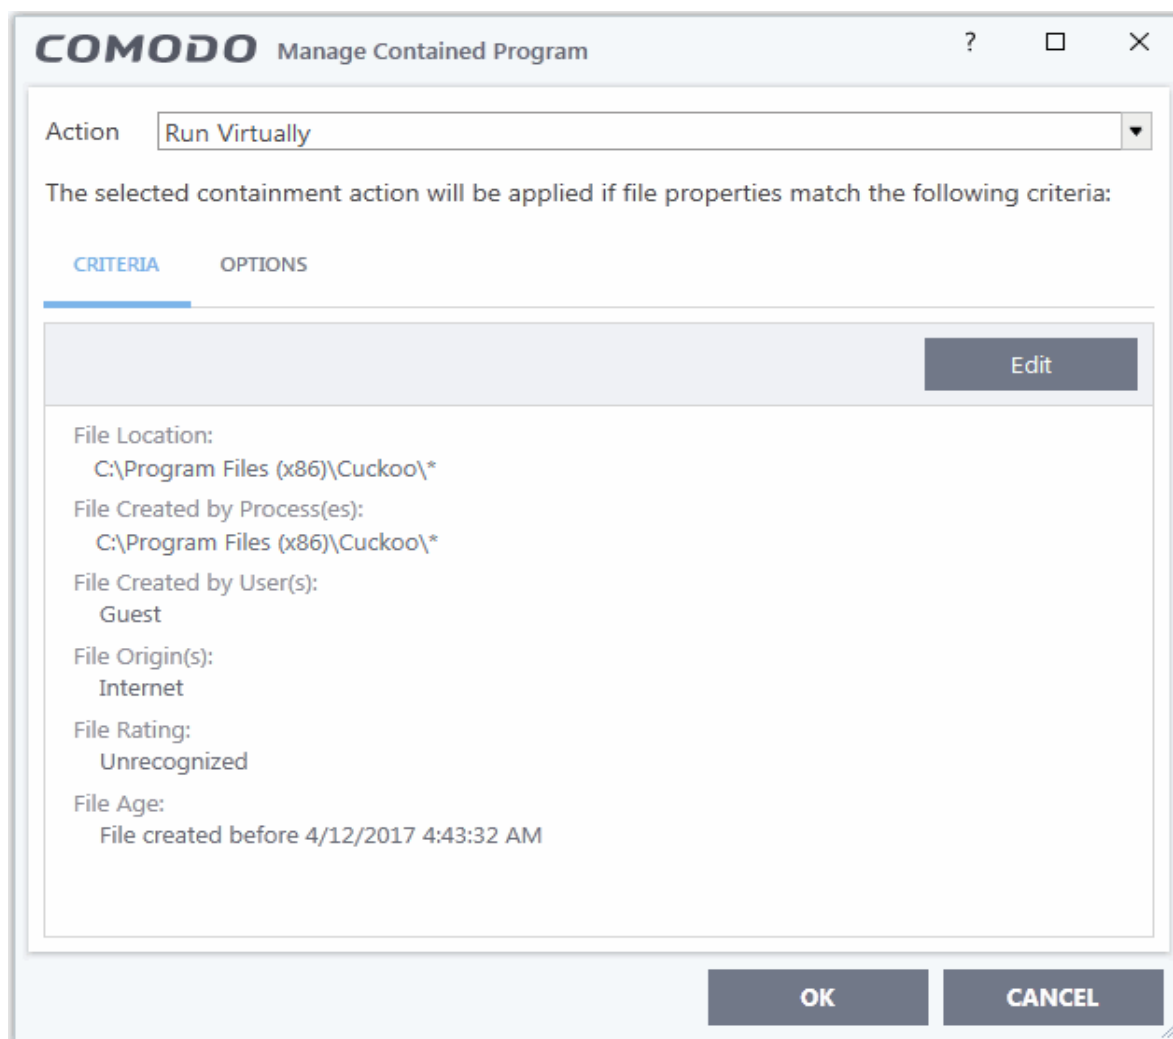 COMODO Manage Contained Program ?
Action Run Virtually
The selected containment action will be applied if file properties match the following criteria:
CRITERIA OPTIONS
Edit
File Location:
C:\Program Files (x86)\Cuckoo\*
File Created by Process(es):
C:\Program Files (x86)\Cuckoo\*
File Created by User(s):
Guest
File Origin(s):
Internet
File Rating:
Unrecognized
File Age:
File created before 4/12/2017 4:43:32 AM
OK CANCEL